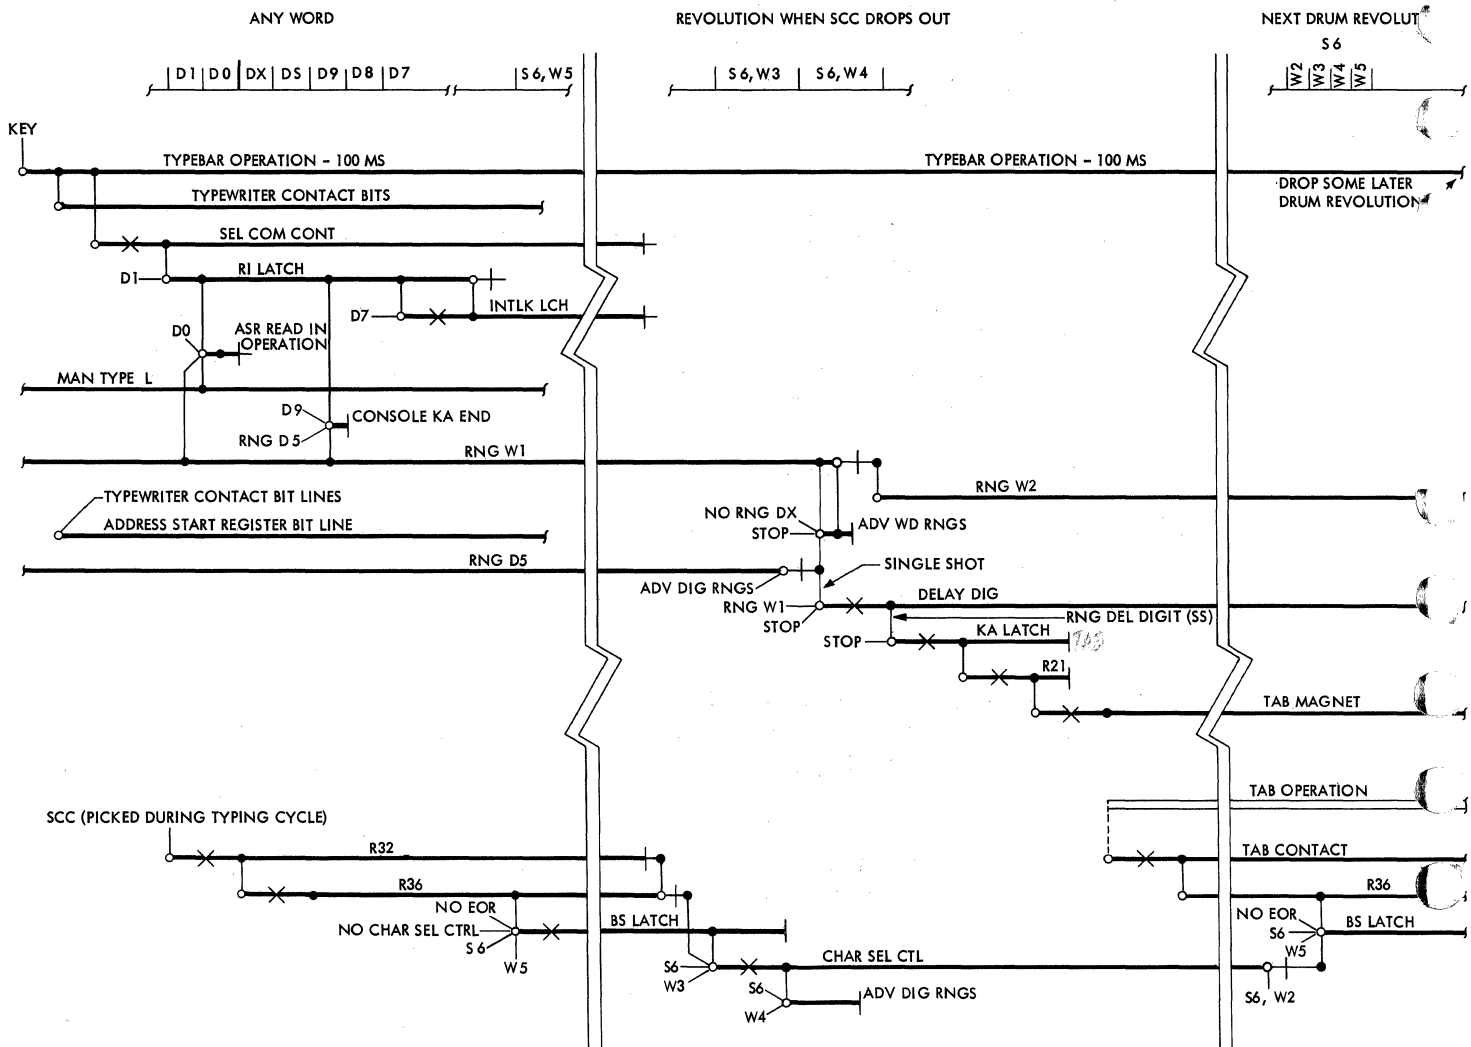 ANY WORD
REVOLUTION WHEN SCC DROPS OUT
NEXT DRUM REVOLUT
S6
D1 D0 DX DS D9 D8 D7
S6, W5
S6, W3
S6, W4
W2 W3 W4 W5
KEY
TYPEBAR OPERATION - 100 MS
TYPEBAR OPERATION - 100 MS
DROP SOME LATER
DRUM REVOLUTION
TYPEWRITER CONTACT BITS
SEL COM CONT
D1
RI LATCH
D7
INTLK LCH
D0
ASR READ IN
OPERATION
MAN TYPE L
D9
CONSOLE KA END
RNG D5
RNG W1
RNG W2
TYPEWRITER CONTACT BIT LINES
ADDRESS START REGISTER BIT LINE
NO RNG DX
STOP
ADV WD RNGS
RNG D5
SINGLE SHOT
ADV DIG RNGS
DELAY DIG
RNG W1
STOP
RNG DEL DIGIT (SS)
STOP
KA LATCH
R21
TAB MAGNET
TAB OPERATION
SCC (PICKED DURING TYPING CYCLE)
R32
TAB CONTACT
R36
R36
NO EOR
NO CHAR SEL CTRL
S6
W5
BS LATCH
NO EOR
S6
W5
BS LATCH
S6
W3
CHAR SEL CTL
S6
W4
ADV DIG RNGS
S6, W2